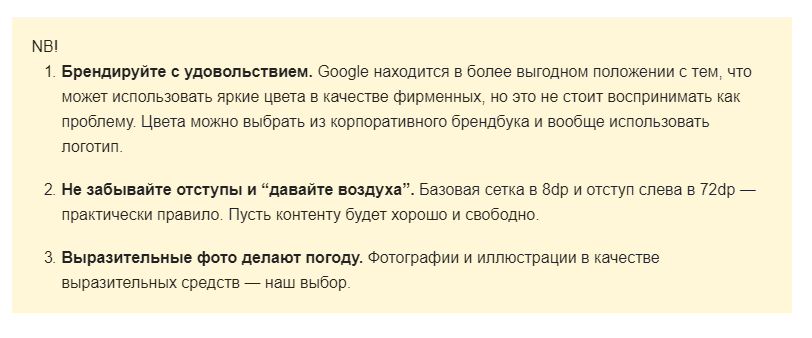 NB!
1. Брендируйте с удовольствием. Google находится в более выгодном положении с тем, что
может использовать яркие цвета в качестве фирменных, но это не стоит воспринимать как
проблему. Цвета можно выбрать из корпоративного брендбука и вообще использовать
логотип.
2. Не забывайте отступы и “давайте воздуха”. Базовая сетка в 8dp и отступ слева в 72dp —
практически правило. Пусть контенту будет хорошо и свободно.
3. Выразительные фото делают погоду. Фотографии и иллюстрации в качестве
выразительных средств — наш выбор.